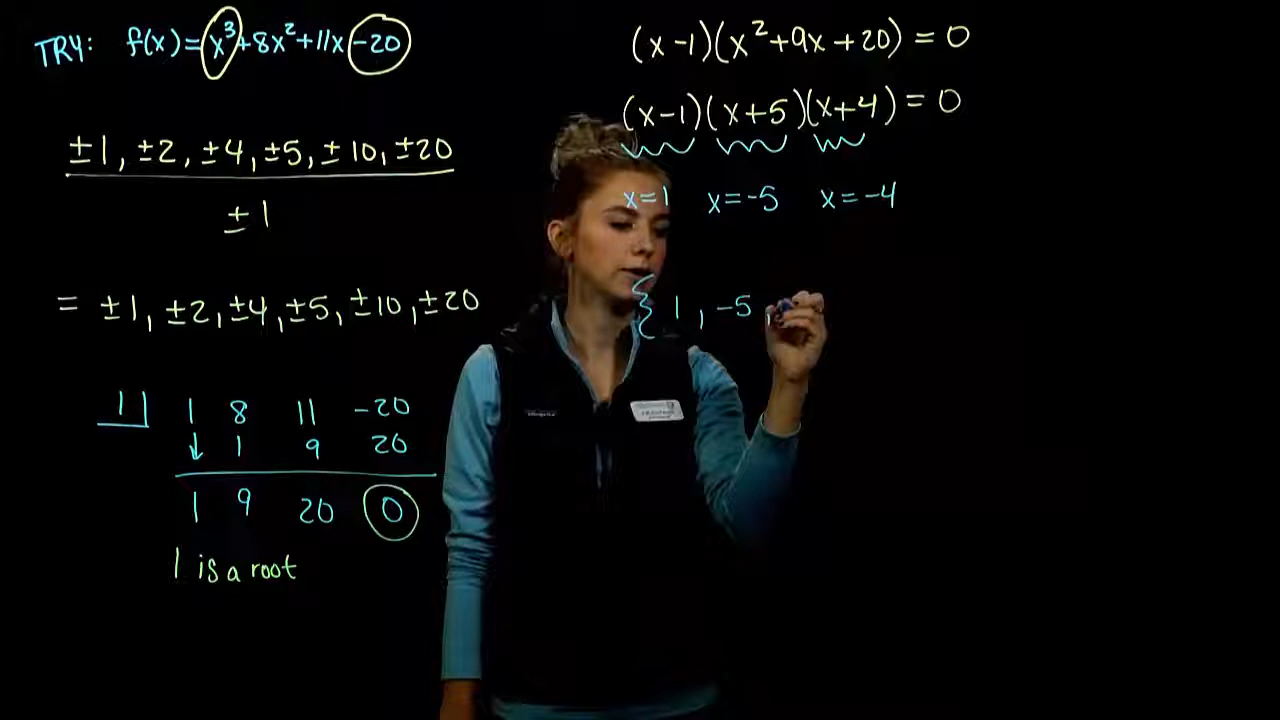 TRY: f(x)=x³+8x²+11x-20
±1, ±2, ±4, ±5, ±10, ±20
±1
= ±1, ±2, ±4, ±5, ±10, ±20
1 1 8 11 -20
↓ 1 9 20
1 9 20 0
1 is a root
(x-1)(x²+9x+20)=0
(x-1)(x+5)(x+4)=0
x=1 x=-5 x=-4
{ 1, -5,